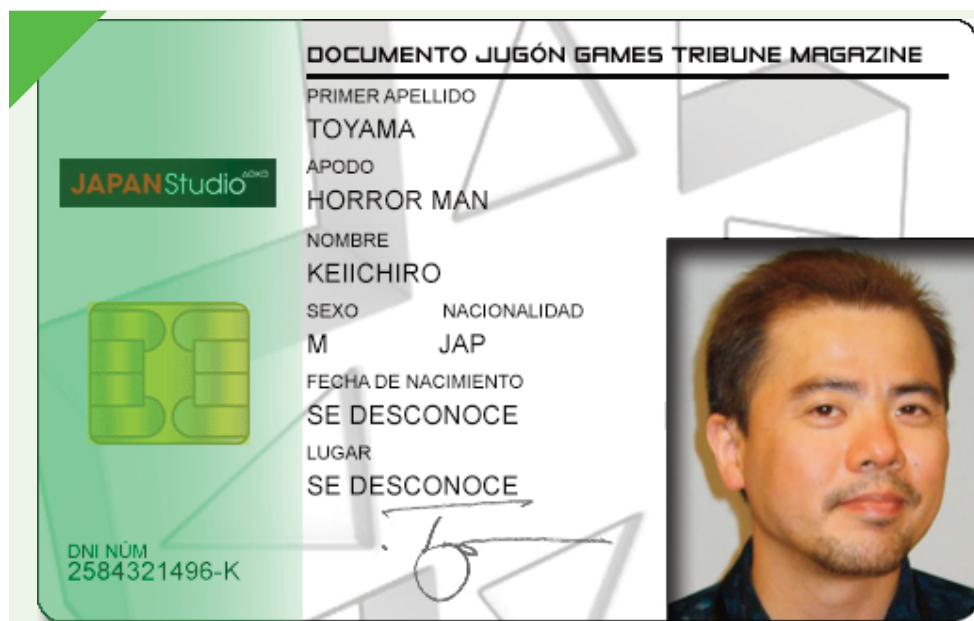 DOCUMENTO JUGÓN GAMES TRIBUNE MAGAZINE
PRIMER APELLIDO
TOYAMA
APODO
HORROR MAN
NOMBRE
KEIICHIRO
SEXO NACIONALIDAD
M JAP
FECHA DE NACIMIENTO
SE DESCONOCE
LUGAR
SE DESCONOCE
JAPANStudio
DNI NÚM
2584321496-K